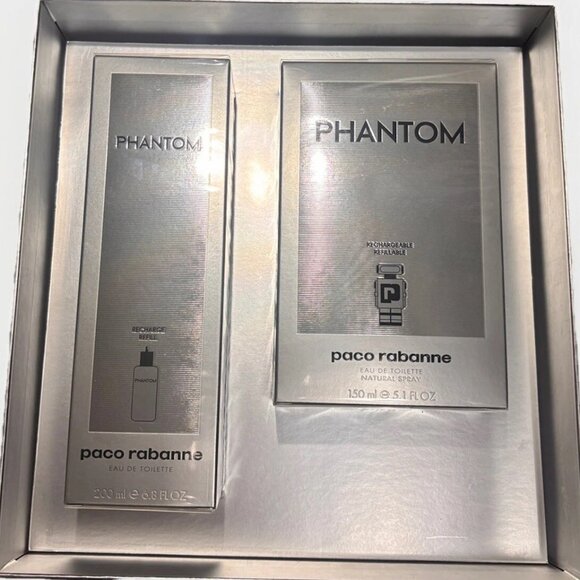 PHANTOM
RECHARGE
REFILL
PHANTOM
paco rabanne
EAU DE TOILETTE
200 ml e 6.8 FL OZ
PHANTOM
RECHARGEABLE
REFILLABLE
P
paco rabanne
EAU DE TOILETTE
NATURAL SPRAY
150 ml e 5.1 FL OZ